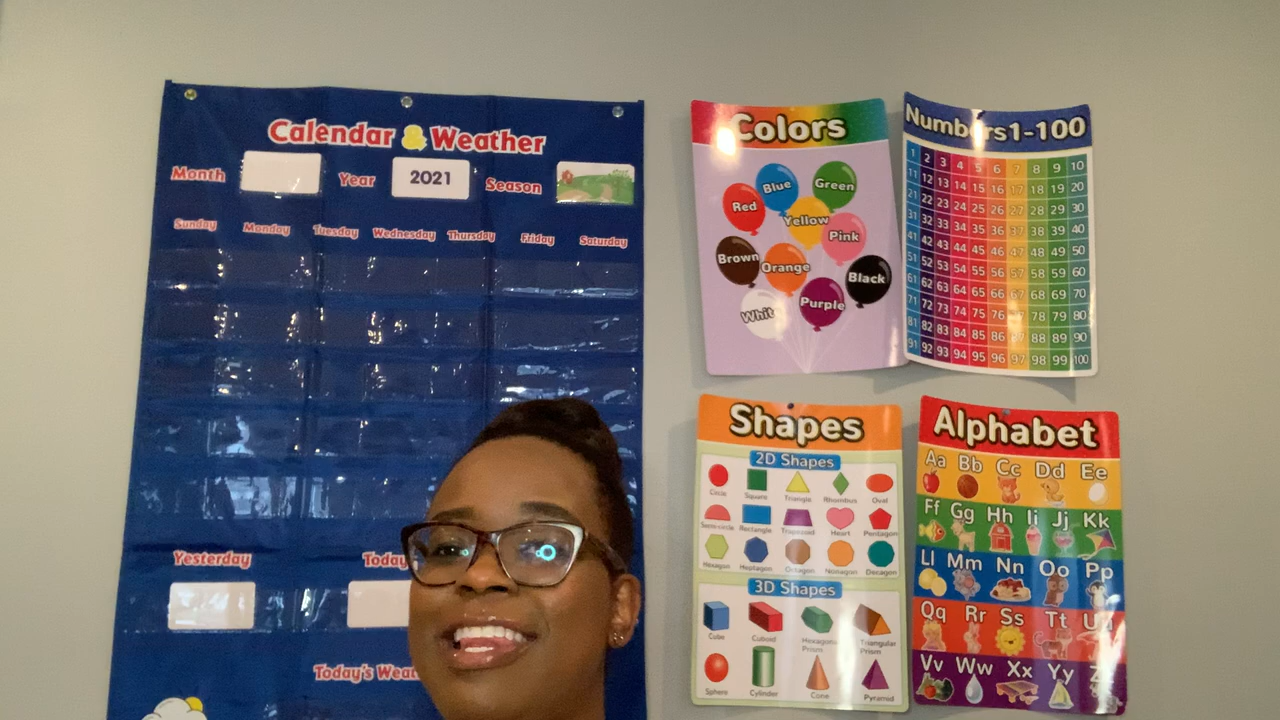 Calendar & Weather
Month
Year
2021
Season
Sunday Monday Tuesday Wednesday Thursday Friday Saturday
Yesterday
Today
Today's Weat
Colors
Blue
Green
Red
Yellow
Pink
Brown
Orange
Black
Purple
Whit
Numbers 1-100
1 2 3 4 5 6 7 8 9 10
11 12 13 14 15 16 17 18 19 20
21 22 23 24 25 26 27 28 29 30
31 32 33 34 35 36 37 38 39 40
41 42 43 44 45 46 47 48 49 50
51 52 53 54 55 56 57 58 59 60
61 62 63 64 65 66 67 68 69 70
71 72 73 74 75 76 77 78 79 80
81 82 83 84 85 86 87 88 89 90
91 92 93 94 95 96 97 98 99 100
Shapes
2D Shapes
Circle Square Triangle Rhombus Oval
Semi-circle Rectangle Trapezoid Heart Pentagon
Hexagon Heptagon Octagon Nonagon Decagon
3D Shapes
Cube Cuboid Hexagonal Triangular
Prism Prism
Sphere Cylinder Cone Pyramid
Alphabet
Aa Bb Cc Dd Ee
Ff Gg Hh Ii Jj Kk
Ll Mm Nn Oo Pp
Qq Rr Ss Tt Uu
Vv Ww Xx Yy Z